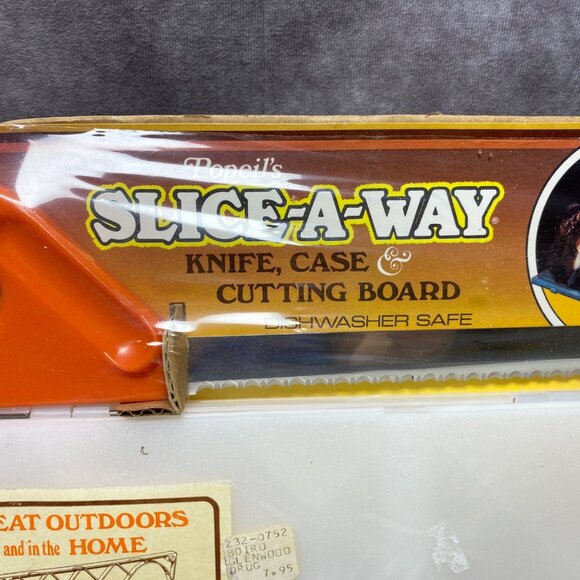 Popeil's
SLICE-A-WAY®
KNIFE, CASE &
CUTTING BOARD
DISHWASHER SAFE
EAT OUTDOORS
and in the HOME
232-0752
BOIRO
GLENWOOD
DRUG 7.95